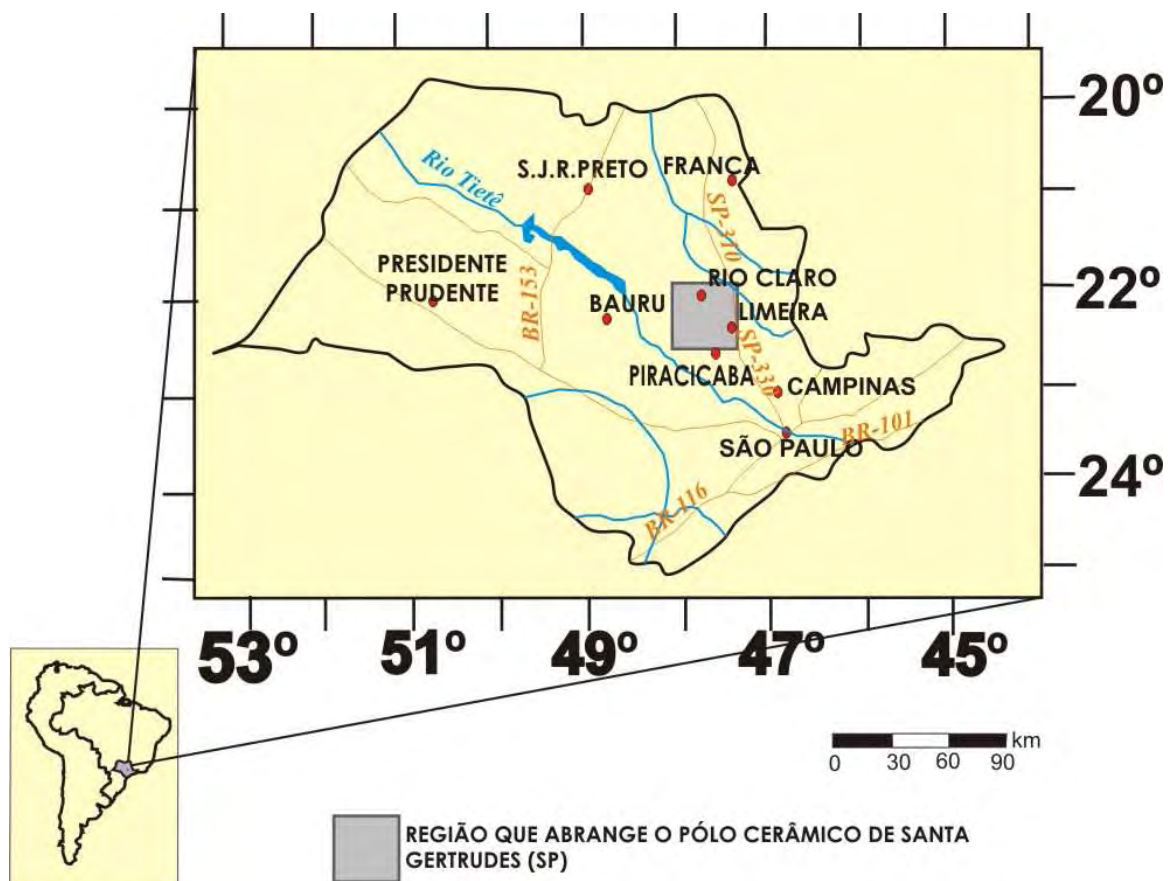 20º
S.J.R.PRETO
FRANCA
Rio Tietê
SP-310
PRESIDENTE
PRUDENTE
BR-153
BAURU
RIO CLARO
22º
LIMEIRA
SP-330
PIRACICABA
CAMPINAS
SÃO PAULO
BR-101
24º
BR-116
53º 51º 49º 47º 45º
km
0 30 60 90
REGIÃO QUE ABRANGE O PÓLO CERÂMICO DE SANTA
GERTRUDES (SP)